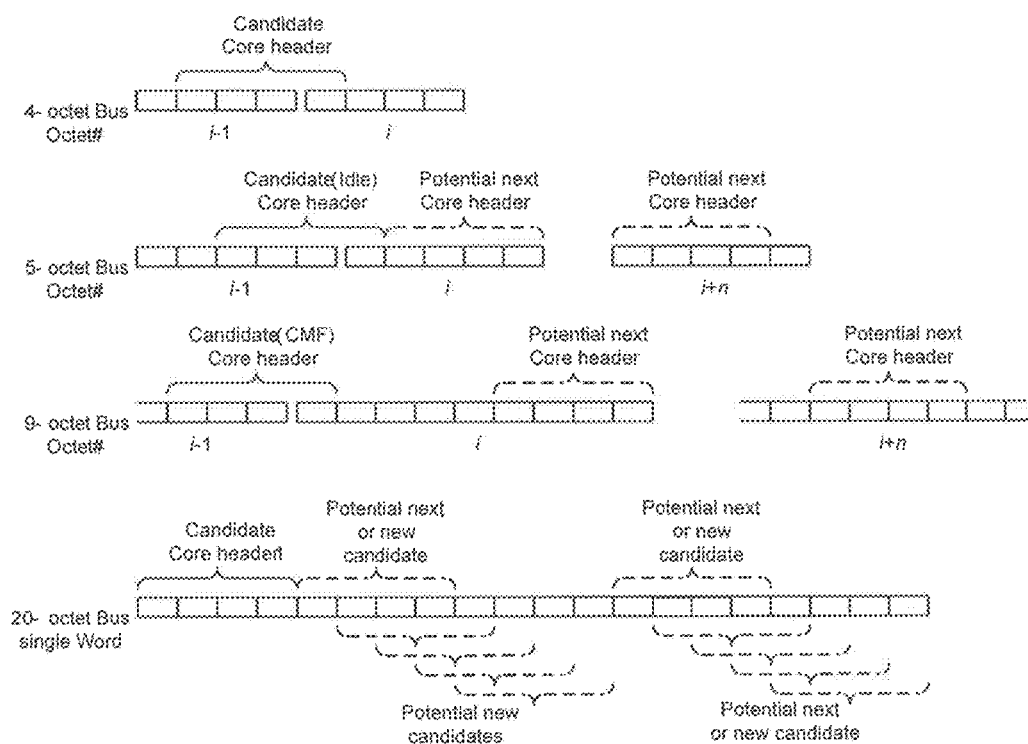 Candidate
Core header
4- octet Bus
Octet#
i-1
i
Candidate(Idle)
Core header
Potential next
Core header
Potential next
Core header
5- octet Bus
Octet#
i-1
i
i+n
Candidate(CMF)
Core header
Potential next
Core header
Potential next
Core header
9- octet Bus
Octet#
i-1
i
i+n
Candidate
Core header1
Potential next
or new
candidate
Potential next
or new
candidate
20- octet Bus
single Word
Potential new
candidates
Potential next
or new candidate